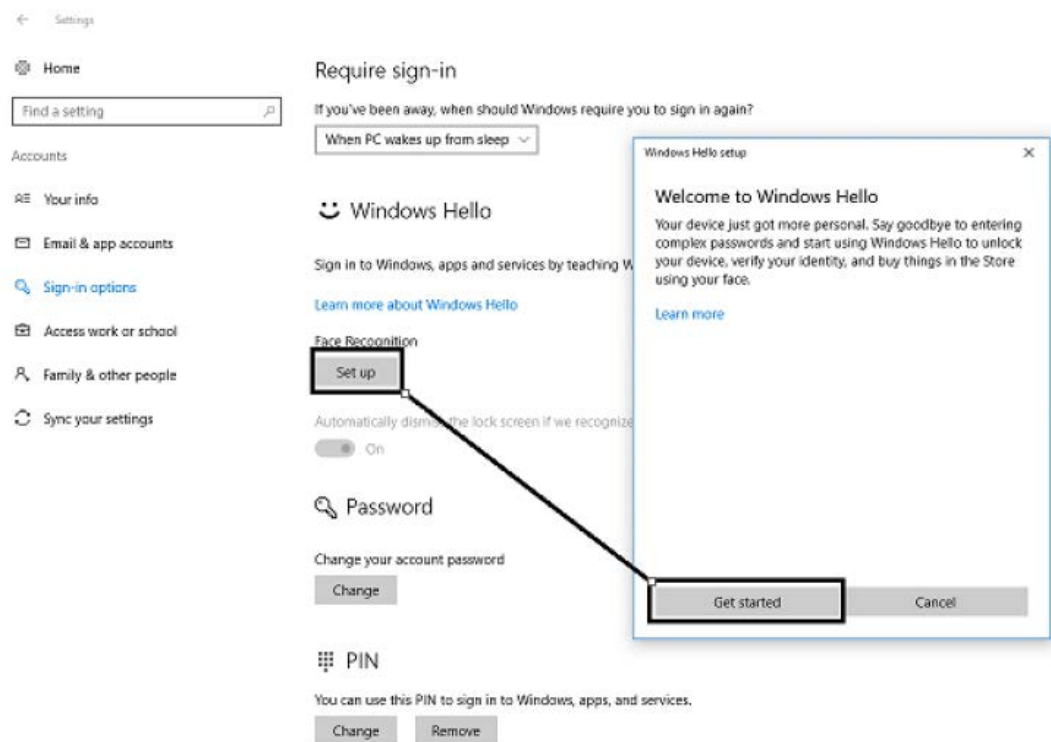 Settings
Home
Find a setting
Accounts
Your info
Email & app accounts
Sign-in options
Access work or school
Family & other people
Sync your settings
Require sign-in
If you've been away, when should Windows require you to sign in again?
When PC wakes up from sleep
Windows Hello
Sign in to Windows, apps and services by teaching W
Learn more about Windows Hello
Face Recognition
Set up
Automatically dismiss the lock screen if we recognize
On
Password
Change your account password
Change
PIN
You can use this PIN to sign in to Windows, apps, and services.
Change Remove
Windows Hello setup
Welcome to Windows Hello
Your device just got more personal. Say goodbye to entering
complex passwords and start using Windows Hello to unlock
your device, verify your identity, and buy things in the Store
using your face.
Learn more
Get started Cancel